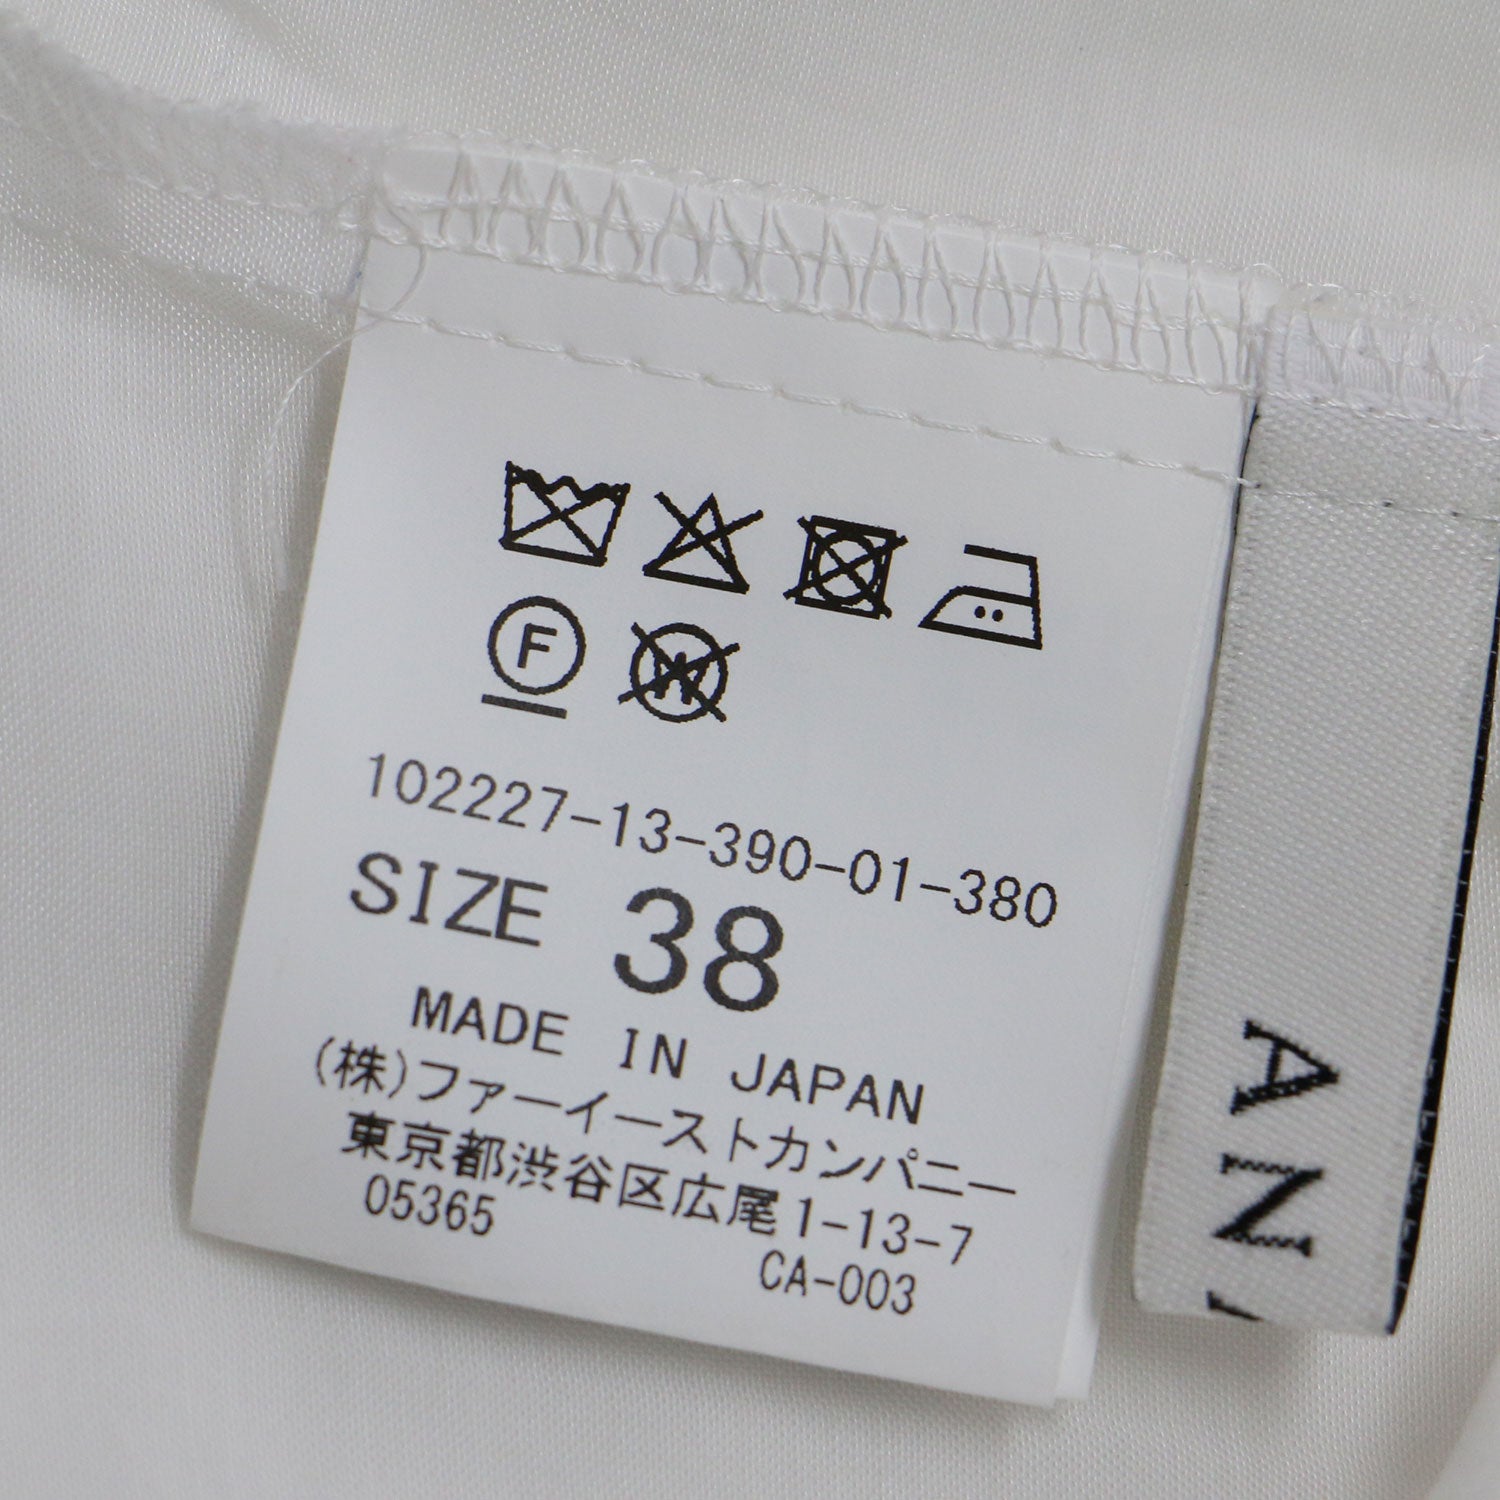 F W
102227-13-390-01-380
SIZE 38
MADE IN JAPAN
(株)ファーイーストカンパニー
東京都渋谷区広尾1-13-7
05365
CA-003
AN